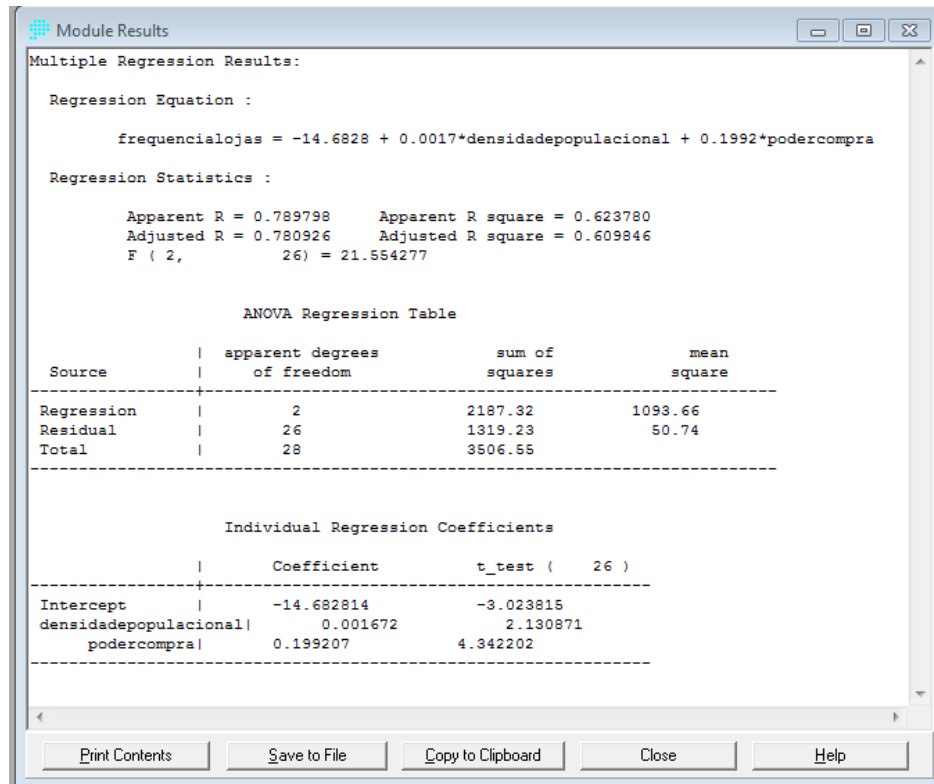 Module Results
Multiple Regression Results:
Regression Equation :
frequencialojas = -14.6828 + 0.0017*densidadepopulacional + 0.1992*podercompra
Regression Statistics :
Apparent R = 0.789798 Apparent R square = 0.623780
Adjusted R = 0.780926 Adjusted R square = 0.609846
F ( 2, 26) = 21.554277
ANOVA Regression Table
| apparent degrees sum of mean
Source | of freedom squares square
-----------------+----------------------------------------------------------
Regression | 2 2187.32 1093.66
Residual | 26 1319.23 50.74
Total | 28 3506.55
----------------------------------------------------------------------------
Individual Regression Coefficients
| Coefficient t_test ( 26 )
-----------------+---------------------------------------------
Intercept | -14.682814 -3.023815
densidadepopulacional| 0.001672 2.130871
podercompra| 0.199207 4.342202
---------------------------------------------------------------
Print Contents Save to File Copy to Clipboard Close Help